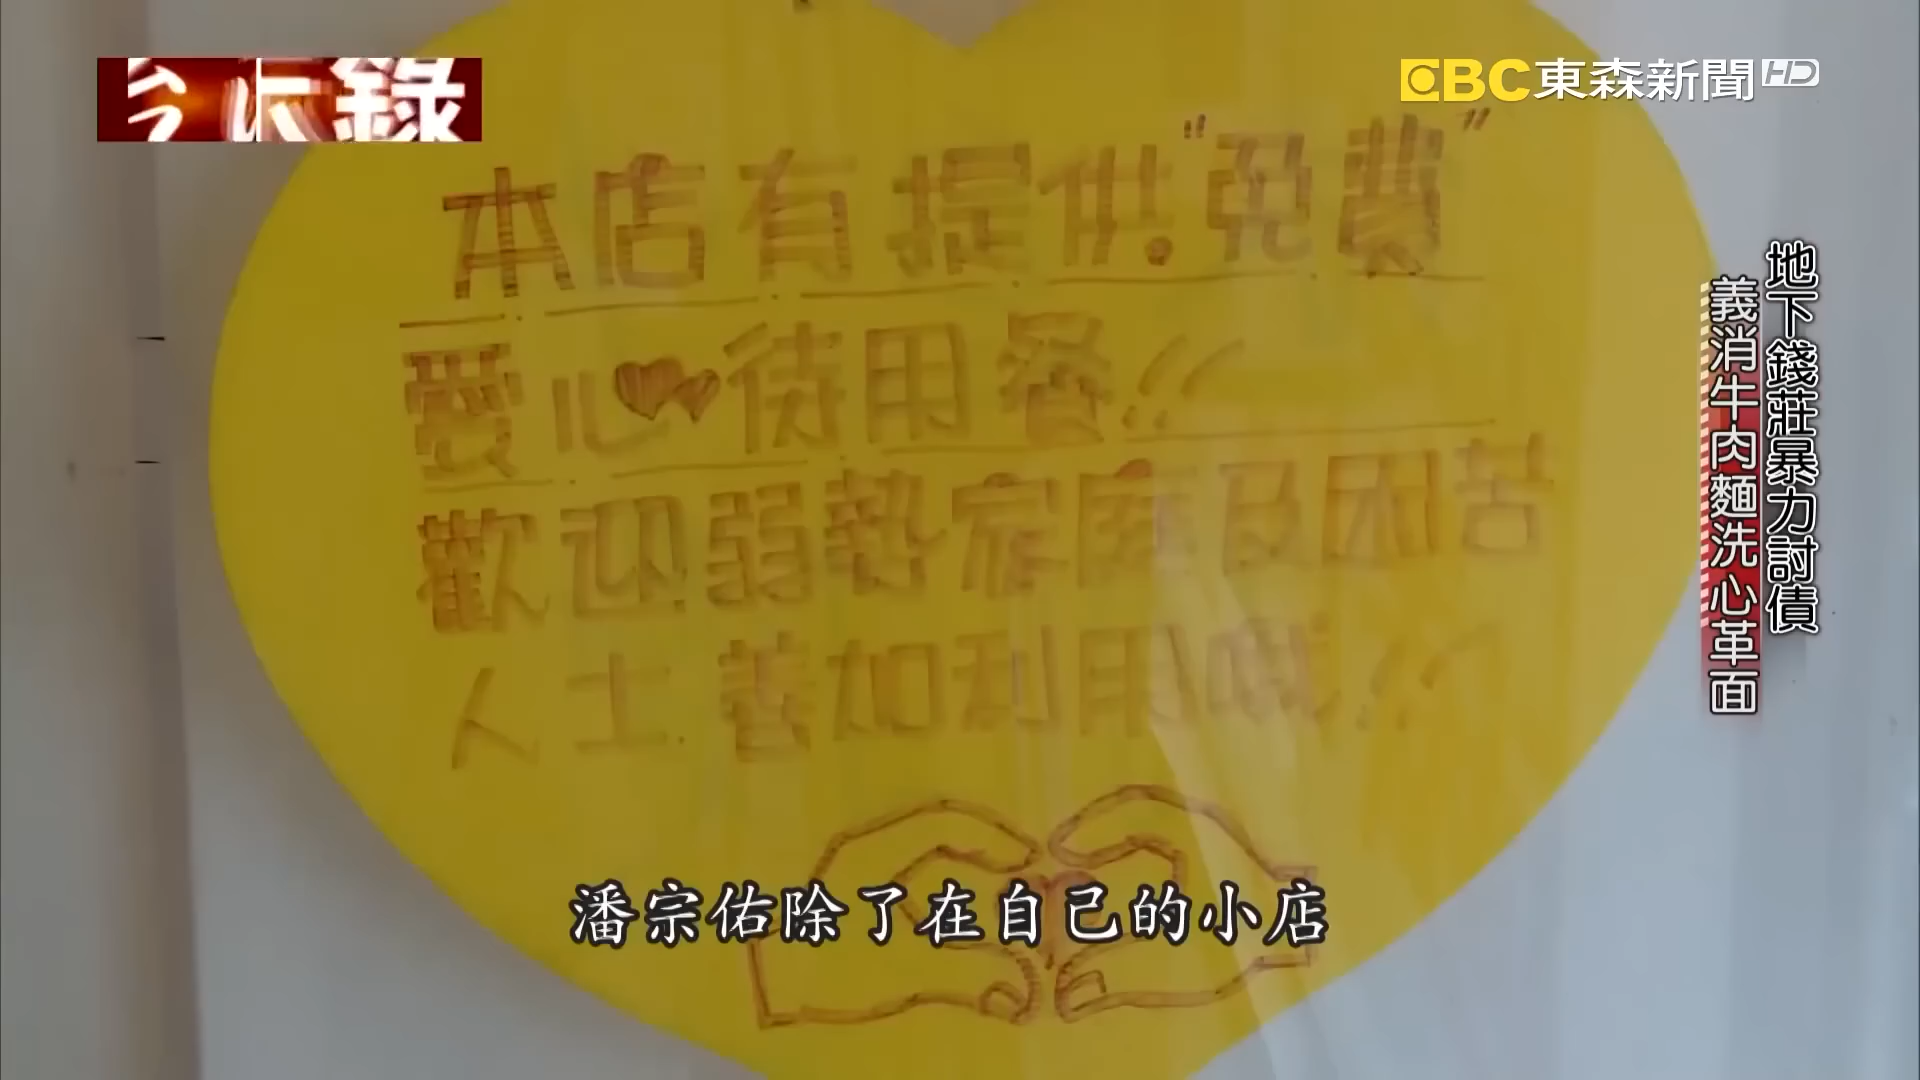 EBC東森新聞HD
錄
本店有提供"免費"
愛心待用餐!!
歡迎弱勢家庭及困苦
人士善加利用哦!!
地下錢莊暴力討債
義消牛肉麵洗心革面
潘宗佑除了在自己的小店